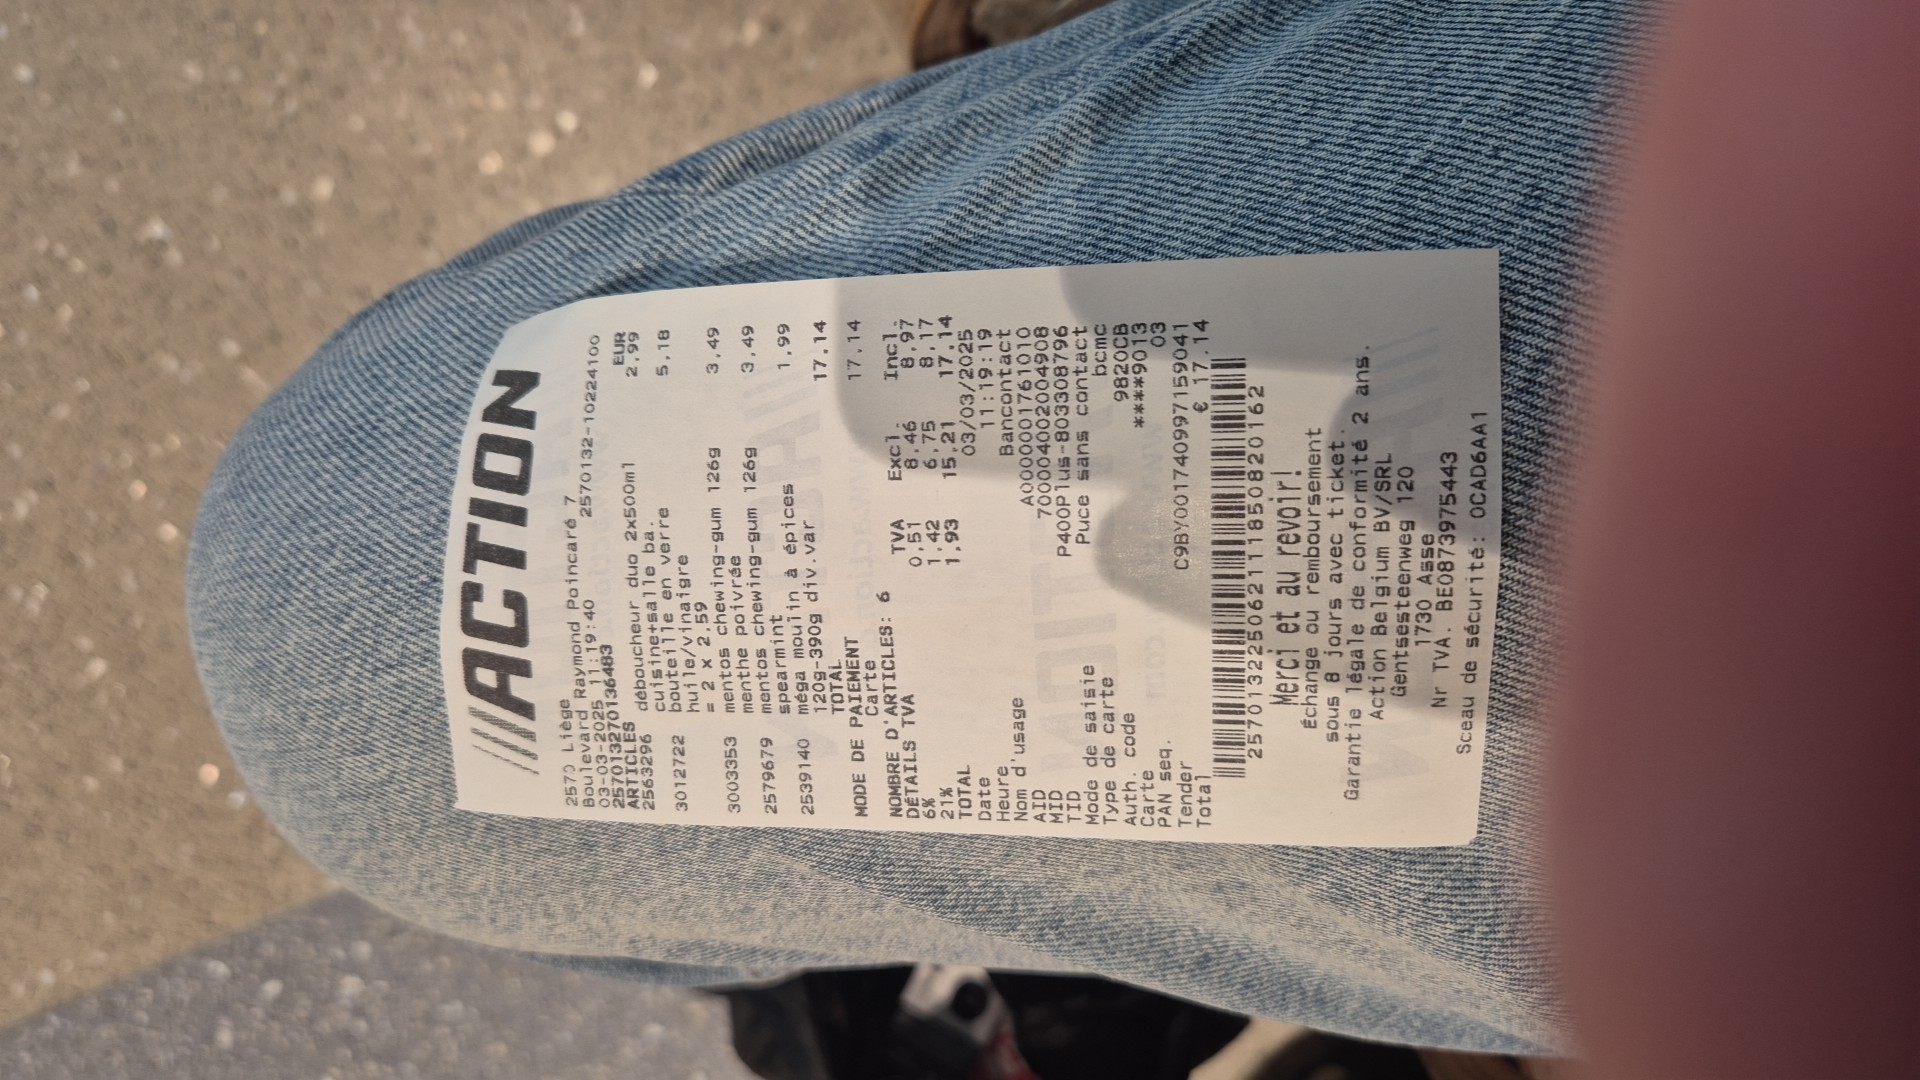 ///ACTION
2570 Liège
Boulevard Raymond Poincaré 7
03-03-2025 11:19:40 2570132-10224100
257013270136483
ARTICLES EUR
2563296 déboucheur duo 2x500ml 2,99
cuisine+salle ba.
3012722 bouteille en verre 5,18
huile/vinaigre
= 2 x 2,59
3003353 mentos chewing-gum 126g 3,49
menthe poivrée
2579679 mentos chewing-gum 126g 3,49
spearmint
2539140 méga mouin à épices 1,99
120g-390g div.var
TOTAL 17,14
MODE DE PAIEMENT
Carte 17,14
NOMBRE D'ARTICLES: 6
DÉTAILS TVA TVA Excl. Incl.
6% 0,51 8,46 8,97
21% 1,42 6,75 8,17
TOTAL 1,93 15,21 17,14
Date 03/03/2025
Heure 11:19:19
Nom d'usage Bancontact
AID A0000001761010
MID 700004002004908
TID P400Plus-803308796
Mode de saisie Puce sans contact
Type de carte bcmc
Auth. code 9820CB
Carte ****9013
PAN seq. 03
Tender C9BY001740997159041
Total € 17.14
257013225062111850820162
Merci et au revoir!
Échange ou remboursement
sous 8 jours avec ticket.
Garantie légale de conformité 2 ans.
Action Belgium BV/SRL
Gentsesteenweg 120
1730 Asse
Nr TVA. BE0873975443
Sceau de sécurité: 0CAD6AA1